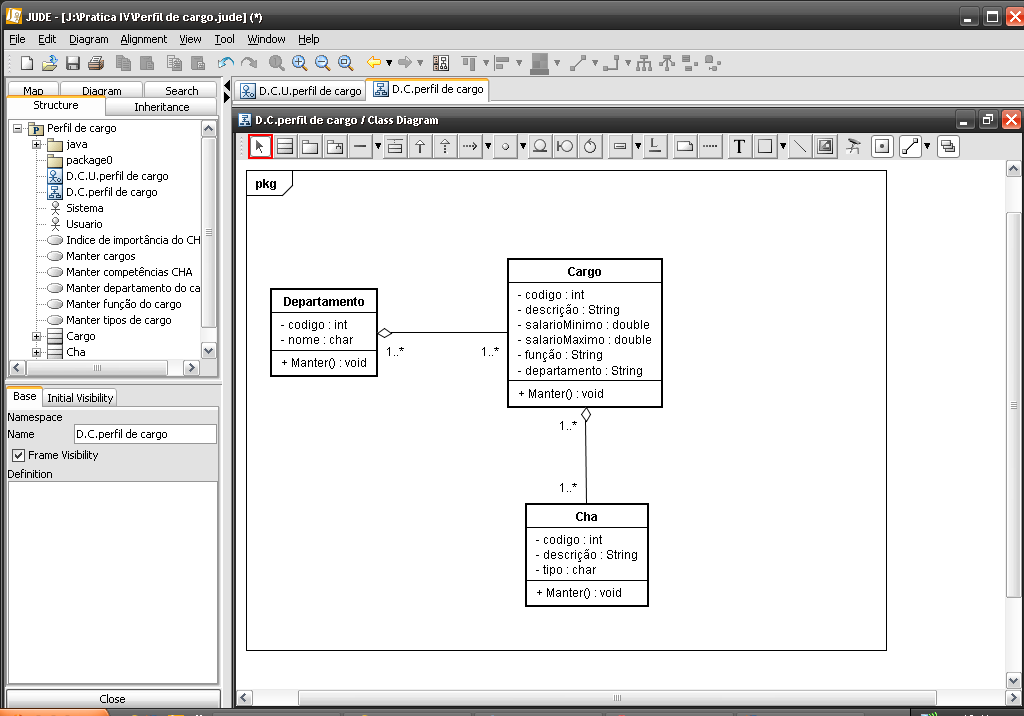 JUDE - [J:\Pratica IV\Perfil de cargo.jude] (*)
File Edit Diagram Alignment View Tool Window Help
Map Diagram Search
Structure Inheritance
Perfil de cargo
java
package0
D.C.U.perfil de cargo
D.C.perfil de cargo
Sistema
Usuario
Indice de importância do CH
Manter cargos
Manter competências CHA
Manter departamento do ca
Manter função do cargo
Manter tipos de cargo
Cargo
Cha
Base Initial Visibility
Namespace
Name D.C.perfil de cargo
Frame Visibility
Definition
Close
D.C.U.perfil de cargo D.C.perfil de cargo
D.C.perfil de cargo / Class Diagram
T
pkg
Departamento
- codigo : int
- nome : char
+ Manter() : void
1..* 1..*
Cargo
- codigo : int
- descrição : String
- salarioMinimo : double
- salarioMaximo : double
- função : String
- departamento : String
+ Manter() : void
1..*
1..*
Cha
- codigo : int
- descrição : String
- tipo : char
+ Manter() : void